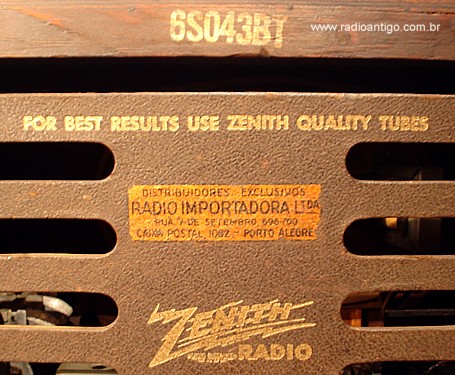 6S043BT
www.radioantigo.com.br
FOR BEST RESULTS USE ZENITH QUALITY TUBES
DISTRIBUIDORES EXCLUSIVOS
RADIO IMPORTADORA LTDA
RUA 7 DE SETEMBRO 696-700
CAIXA POSTAL 1082 - PORTO ALEGRE
ZENITH
RADIO